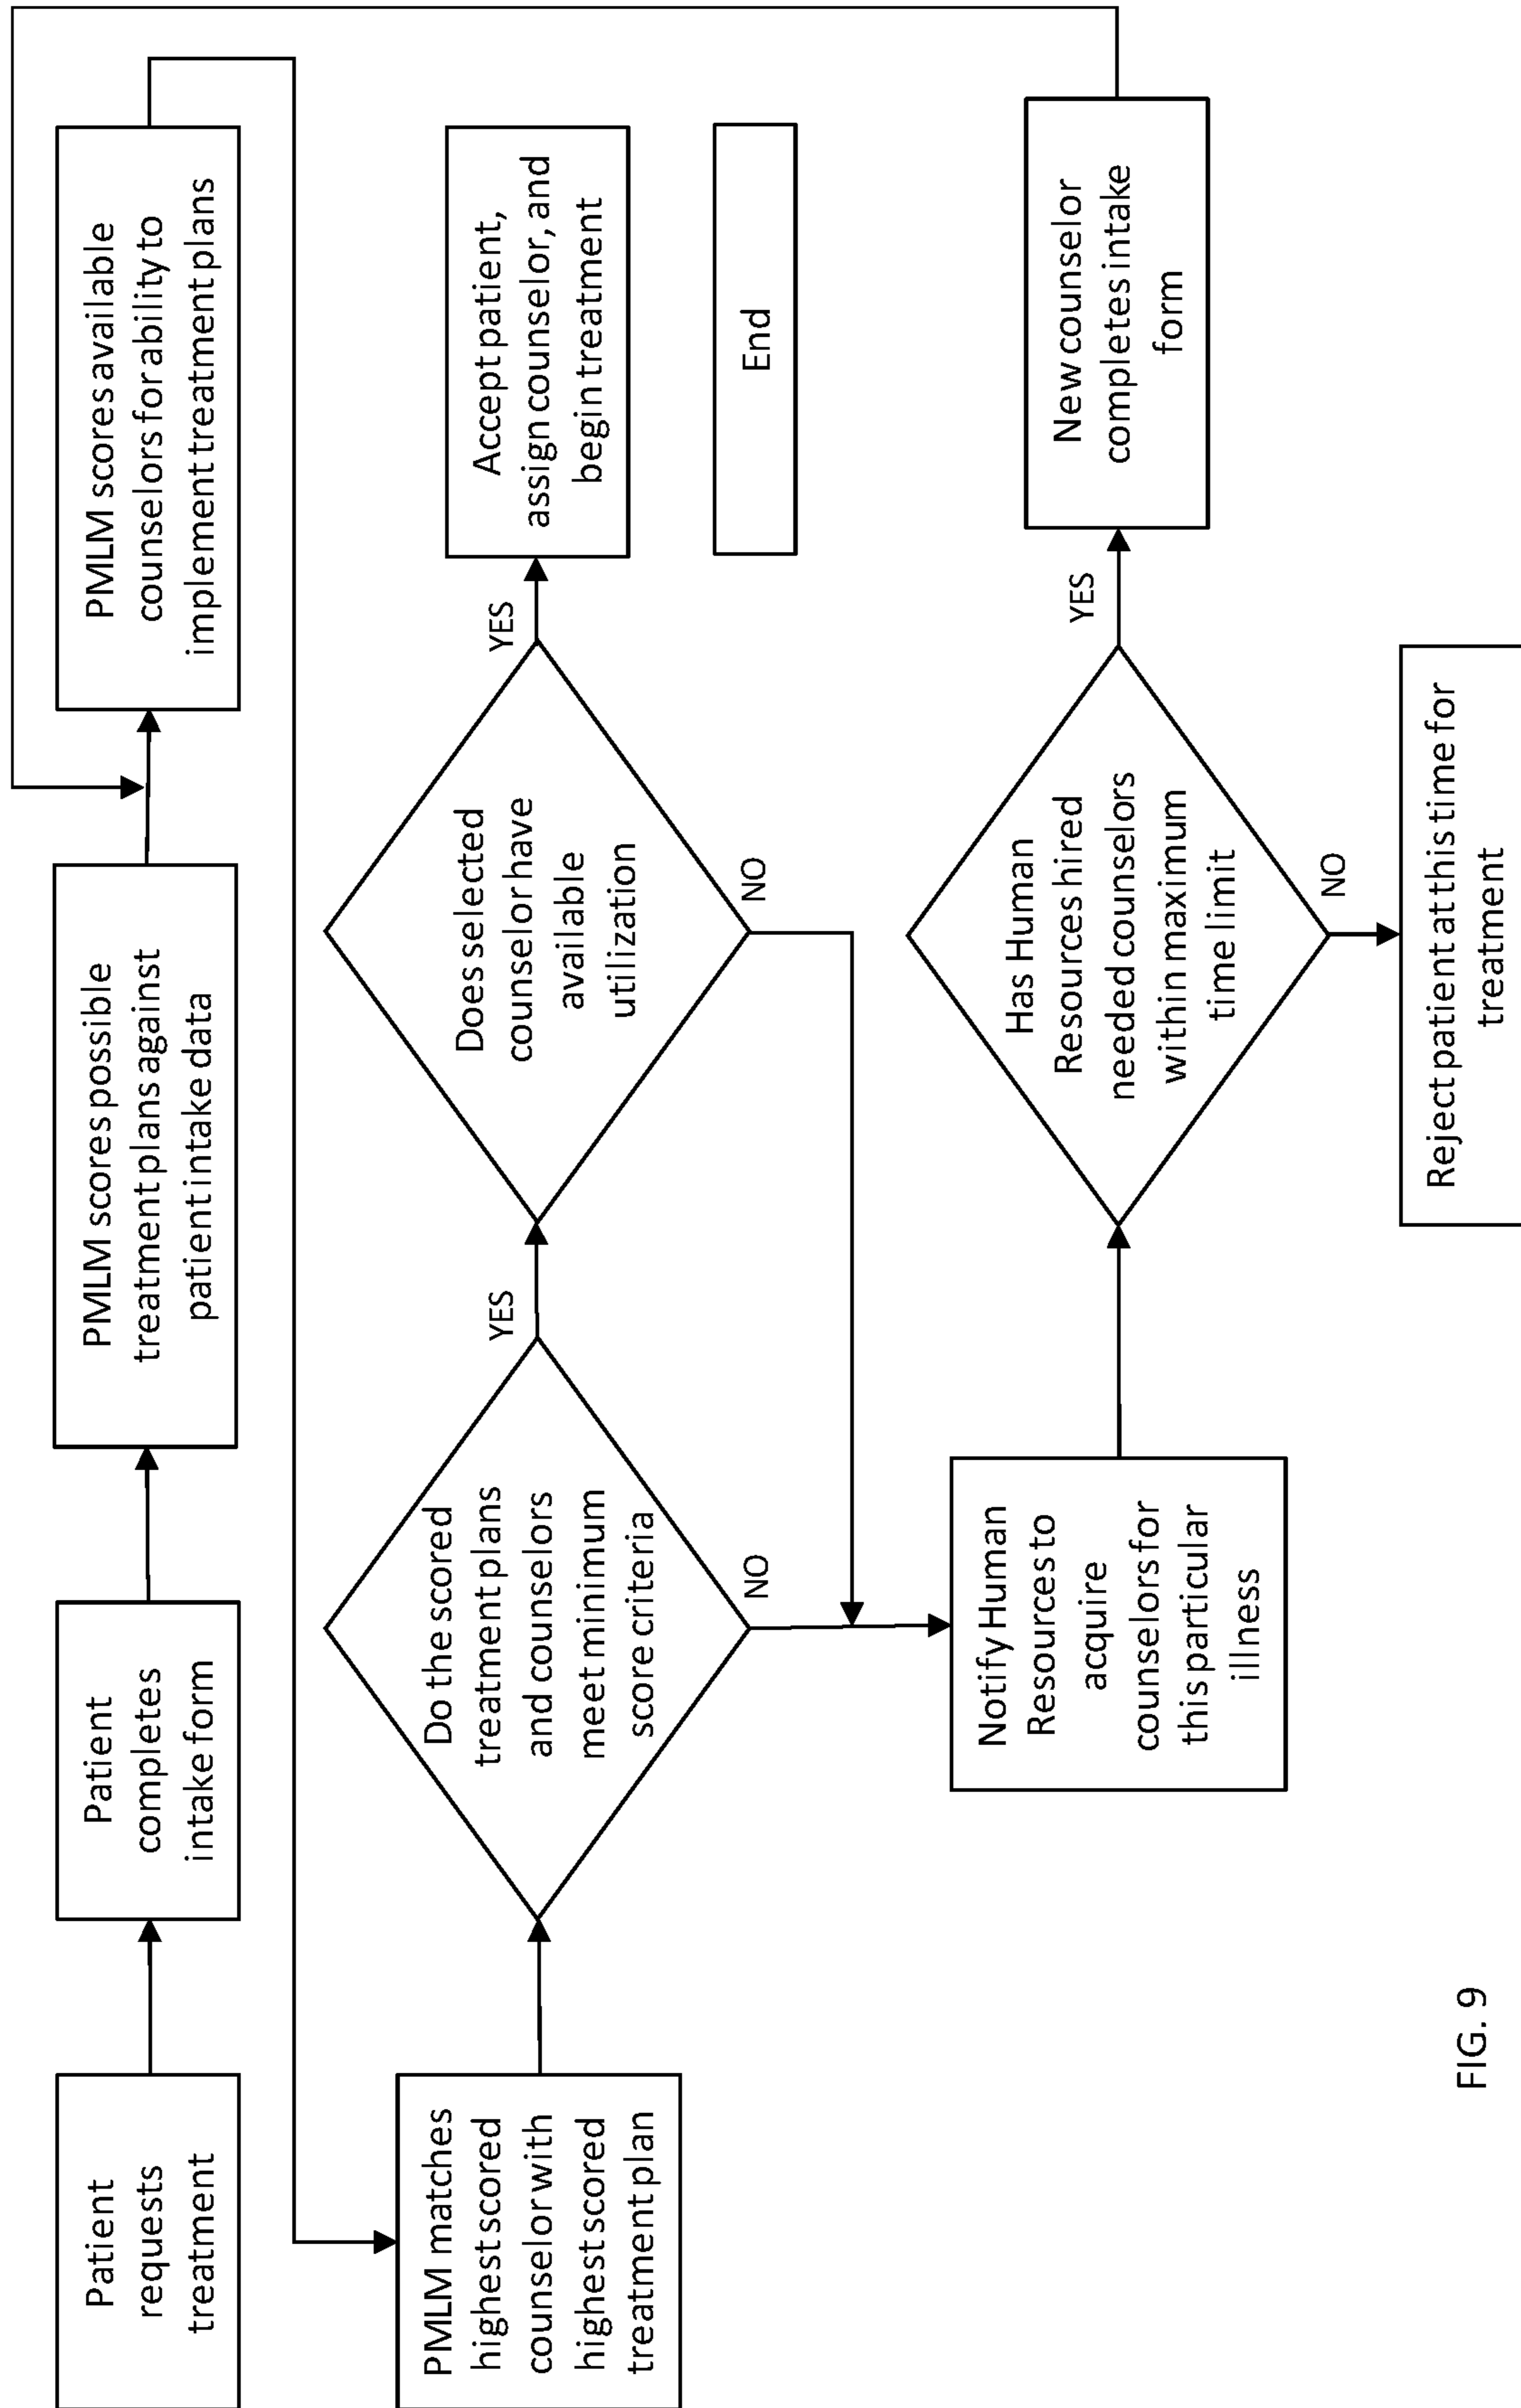 Patient
requests
treatment
Patient
completes
intake form
PMLM scores possible
treatment plans against
patient intake data
PMLM scores available
counselors for ability to
implement treatment plans
PMLM matches
highest scored
counselor with
highest scored
treatment plan
Do the scored
treatment plans
and counselors
meet minimum
score criteria
YES
NO
Does selected
counselor have
available
utilization
YES
NO
Accept patient,
assign counselor, and
begin treatment
End
Notify Human
Resources to
acquire
counselors for
this particular
illness
Has Human
Resources hired
needed counselors
within maximum
time limit
YES
NO
New counselor
completes intake
form
Reject patient at this time for
treatment
FIG. 9